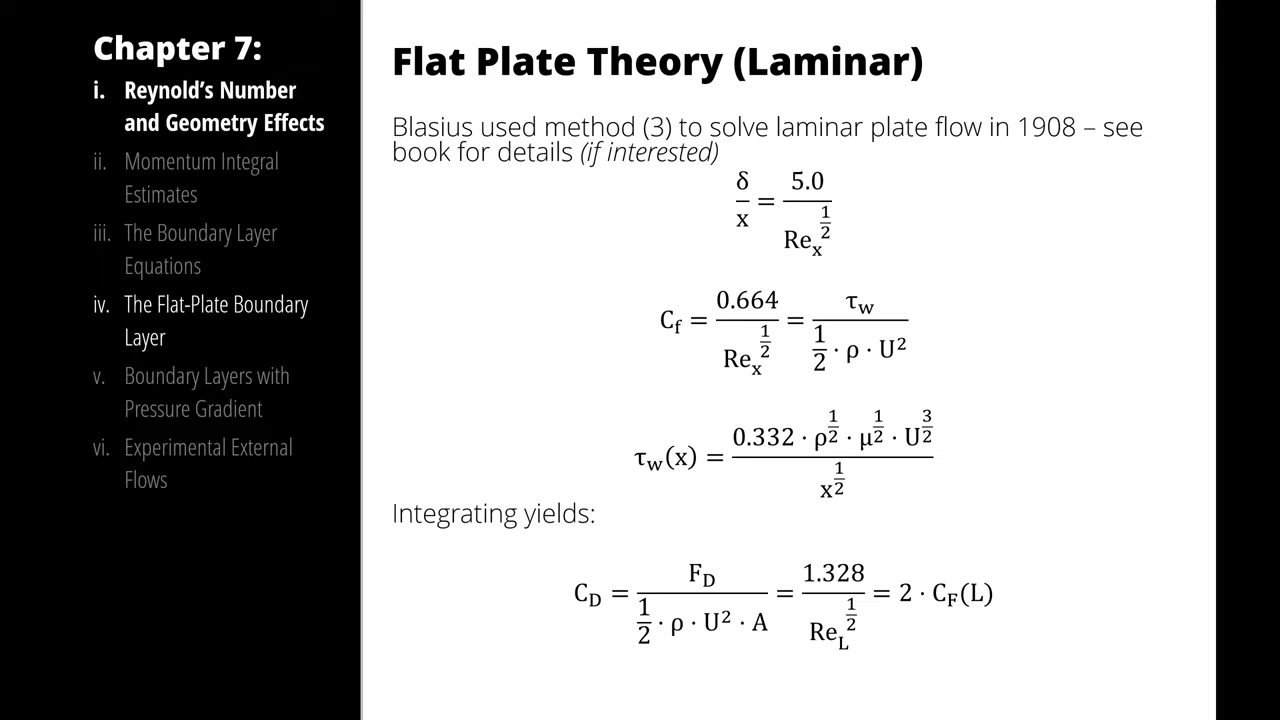 Chapter 7:
i. Reynold's Number
and Geometry Effects
ii. Momentum Integral
Estimates
iii. The Boundary Layer
Equations
iv. The Flat-Plate Boundary
Layer
v. Boundary Layers with
Pressure Gradient
vi. Experimental External
Flows
Flat Plate Theory (Laminar)
Blasius used method (3) to solve laminar plate flow in 1908 – see
book for details (if interested)
δ/x = 5.0/Re_x^(1/2)
C_f = 0.664/Re_x^(1/2) = τ_w/(1/2 · ρ · U²)
τ_w(x) = (0.332 · ρ^(1/2) · μ^(1/2) · U^(3/2))/x^(1/2)
Integrating yields:
C_D = F_D/(1/2 · ρ · U² · A) = 1.328/Re_L^(1/2) = 2 · C_F(L)